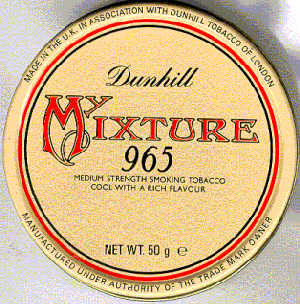 MADE IN THE U.K. IN ASSOCIATION WITH DUNHILL TOBACCO OF LONDON
Dunhill
MY MIXTURE
965
MEDIUM STRENGTH SMOKING TOBACCO
COOL WITH A RICH FLAVOUR
NET WT. 50 g e
MANUFACTURED UNDER AUTHORITY OF THE TRADE MARK OWNER